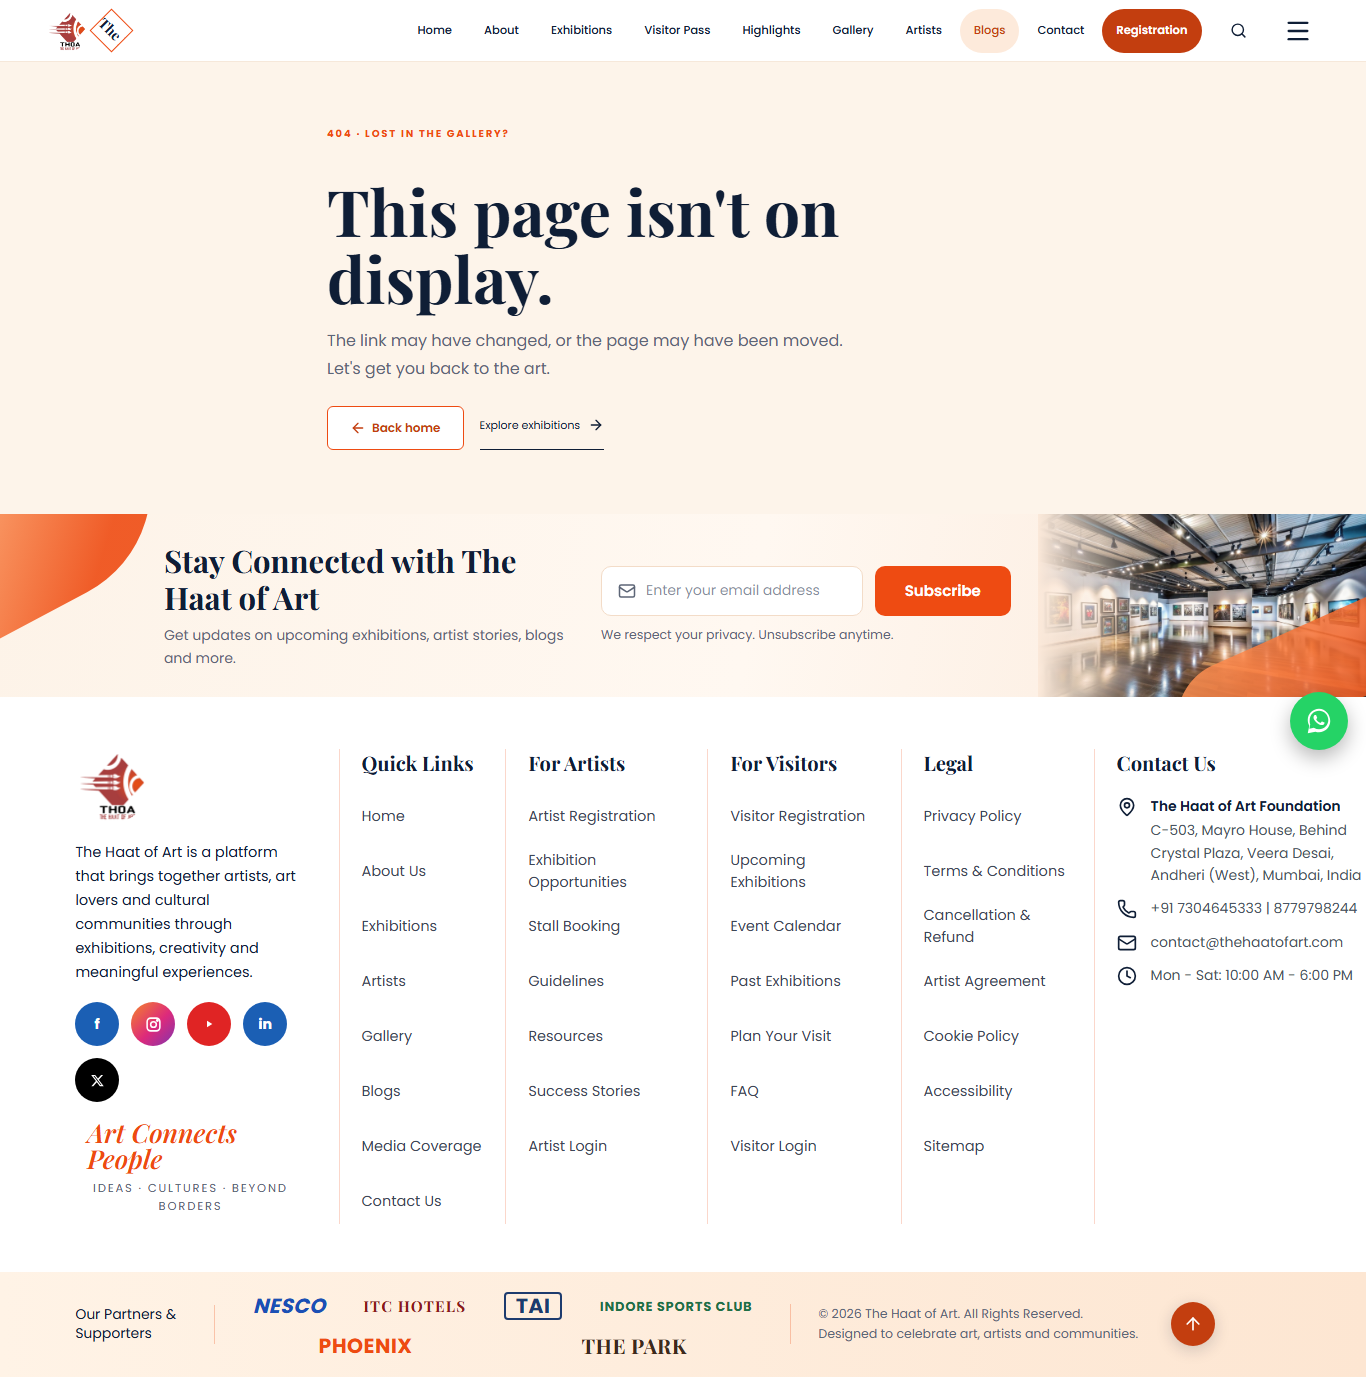 THOA
THE HAAT OF ART
The
Home
About
Exhibitions
Visitor Pass
Highlights
Gallery
Artists
Blogs
Contact
Registration
404 · LOST IN THE GALLERY?
This page isn't on
display.
The link may have changed, or the page may have been moved.
Let's get you back to the art.
Back home
Explore exhibitions
Stay Connected with The
Haat of Art
Get updates on upcoming exhibitions, artist stories, blogs
and more.
Enter your email address
Subscribe
We respect your privacy. Unsubscribe anytime.
THOA
THE HAAT OF ART
The Haat of Art is a platform
that brings together artists, art
lovers and cultural
communities through
exhibitions, creativity and
meaningful experiences.
f
in
X
Art Connects
People
IDEAS · CULTURES · BEYOND
BORDERS
Quick Links
Home
About Us
Exhibitions
Artists
Gallery
Blogs
Media Coverage
Contact Us
For Artists
Artist Registration
Exhibition
Opportunities
Stall Booking
Guidelines
Resources
Success Stories
Artist Login
For Visitors
Visitor Registration
Upcoming
Exhibitions
Event Calendar
Past Exhibitions
Plan Your Visit
FAQ
Visitor Login
Legal
Privacy Policy
Terms & Conditions
Cancellation &
Refund
Artist Agreement
Cookie Policy
Accessibility
Sitemap
Contact Us
The Haat of Art Foundation
C-503, Mayro House, Behind
Crystal Plaza, Veera Desai,
Andheri (West), Mumbai, India
+91 7304645333 | 8779798244
contact@thehaatofart.com
Mon - Sat: 10:00 AM - 6:00 PM
Our Partners &
Supporters
NESCO
ITC HOTELS
TAI
INDORE SPORTS CLUB
PHOENIX
THE PARK
© 2026 The Haat of Art. All Rights Reserved.
Designed to celebrate art, artists and communities.